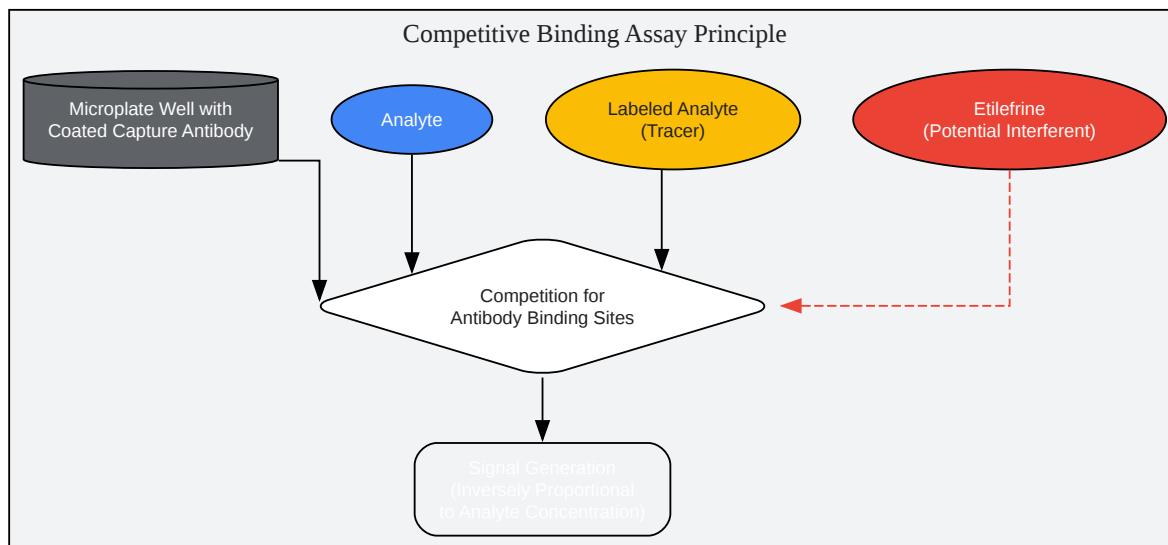 Competitive Binding Assay Principle
Microplate Well with
Coated Capture Antibody
Analyte
Labeled Analyte
(Tracer)
Etilefrine
(Potential Interferent)
Competition for
Antibody Binding Sites
Signal Generation
(Inversely Proportional
to Analyte Concentration)